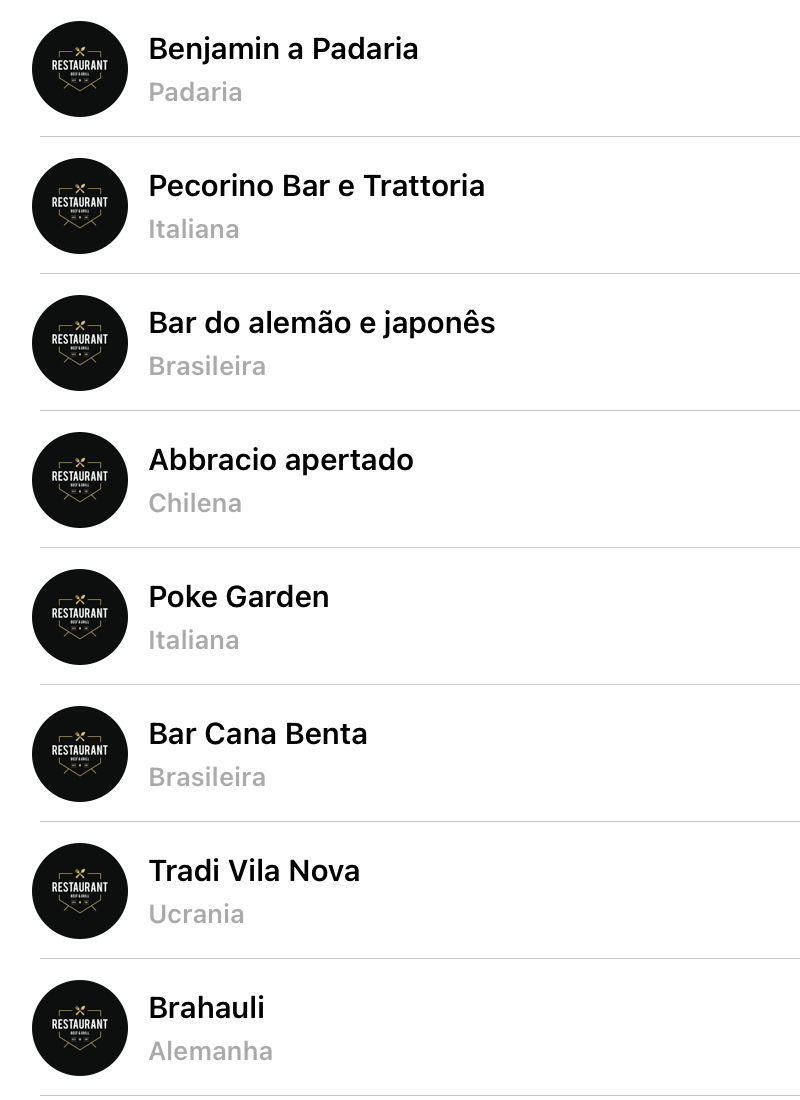 RESTAURANT
BEEF & GRILL
Benjamin a Padaria
Padaria
RESTAURANT
BEEF & GRILL
Pecorino Bar e Trattoria
Italiana
RESTAURANT
BEEF & GRILL
Bar do alemão e japonês
Brasileira
RESTAURANT
BEEF & GRILL
Abbracio apertado
Chilena
RESTAURANT
BEEF & GRILL
Poke Garden
Italiana
RESTAURANT
BEEF & GRILL
Bar Cana Benta
Brasileira
RESTAURANT
BEEF & GRILL
Tradi Vila Nova
Ucrania
RESTAURANT
BEEF & GRILL
Brahauli
Alemanha